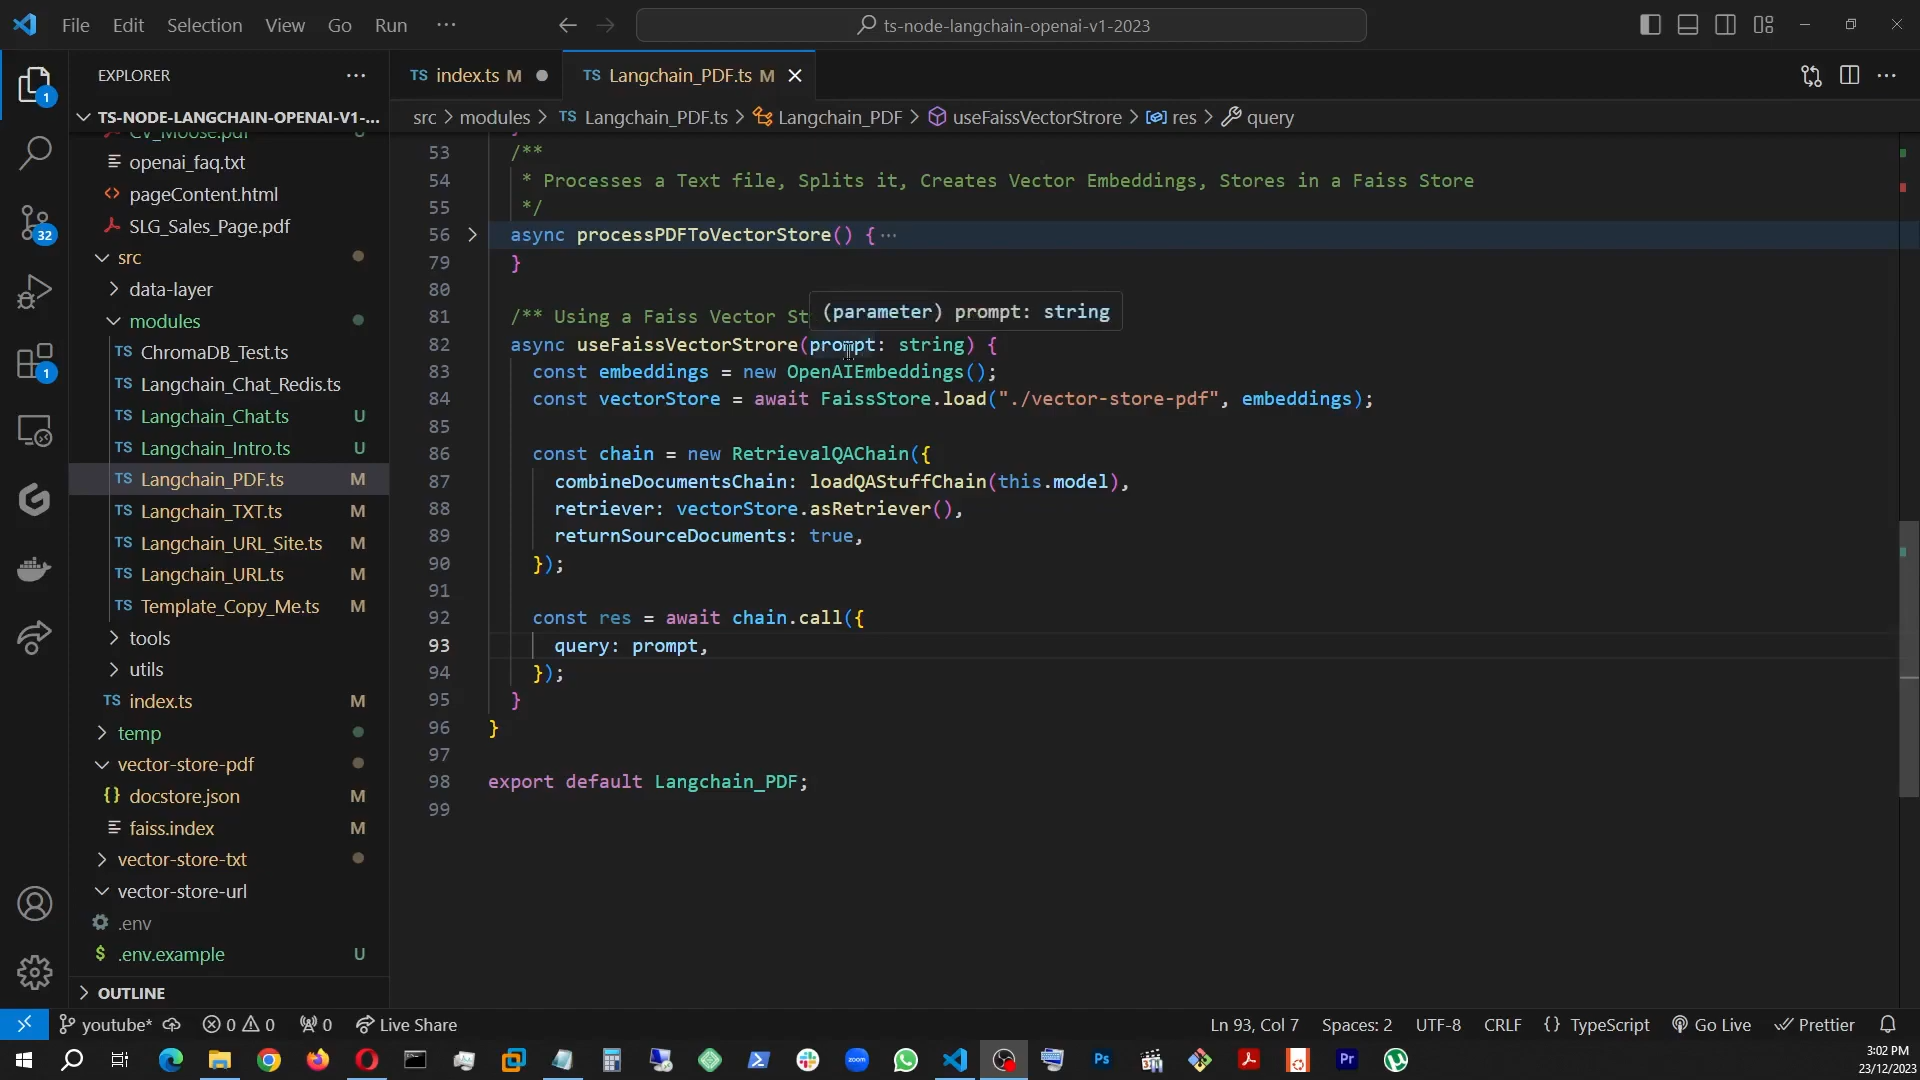 File Edit Selection View Go Run ···
ts-node-langchain-openai-v1-2023
EXPLORER ···
TS index.ts M
TS Langchain_PDF.ts M
TS-NODE-LANGCHAIN-OPENAI-V1-...
src > modules > TS Langchain_PDF.ts > Langchain_PDF > useFaissVectorStrore > res > query
CV_Moose.pdf
openai_faq.txt
pageContent.html
SLG_Sales_Page.pdf
src
data-layer
modules
TS ChromaDB_Test.ts
TS Langchain_Chat_Redis.ts
TS Langchain_Chat.ts U
TS Langchain_Intro.ts U
TS Langchain_PDF.ts M
TS Langchain_TXT.ts M
TS Langchain_URL_Site.ts M
TS Langchain_URL.ts M
TS Template_Copy_Me.ts M
tools
utils
TS index.ts M
temp
vector-store-pdf
{} docstore.json M
faiss.index M
vector-store-txt
vector-store-url
.env
$ .env.example U
OUTLINE
1
32
1
53 /**
54 * Processes a Text file, Splits it, Creates Vector Embeddings, Stores in a Faiss Store
55 */
56 async processPDFToVectorStore() { ···
79 }
80
81 /** Using a Faiss Vector St
(parameter) prompt: string
82 async useFaissVectorStrore(prompt: string) {
83 const embeddings = new OpenAIEmbeddings();
84 const vectorStore = await FaissStore.load("./vector-store-pdf", embeddings);
85
86 const chain = new RetrievalQAChain({
87 combineDocumentsChain: loadQAStuffChain(this.model),
88 retriever: vectorStore.asRetriever(),
89 returnSourceDocuments: true,
90 });
91
92 const res = await chain.call({
93 query: prompt,
94 });
95 }
96 }
97
98 export default Langchain_PDF;
99
youtube* 0 0 0 Live Share
Ln 93, Col 7 Spaces: 2 UTF-8 CRLF {} TypeScript Go Live Prettier
zoom Ps Pr
3:02 PM
23/12/2023